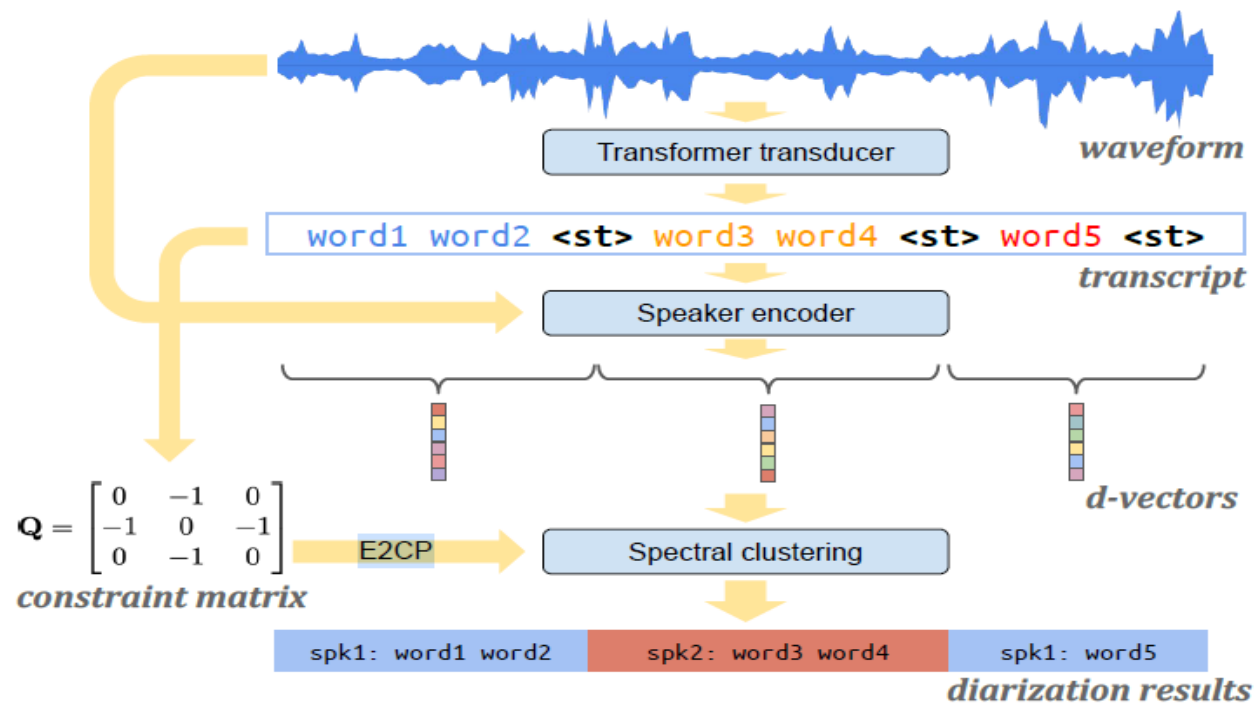 Transformer transducer
waveform
word1 word2 <st> word3 word4 <st> word5 <st>
transcript
Speaker encoder
d-vectors
Q = [ 0 −1 0
−1 0 −1
0 −1 0 ]
constraint matrix
E2CP
Spectral clustering
spk1: word1 word2 spk2: word3 word4 spk1: word5
diarization results